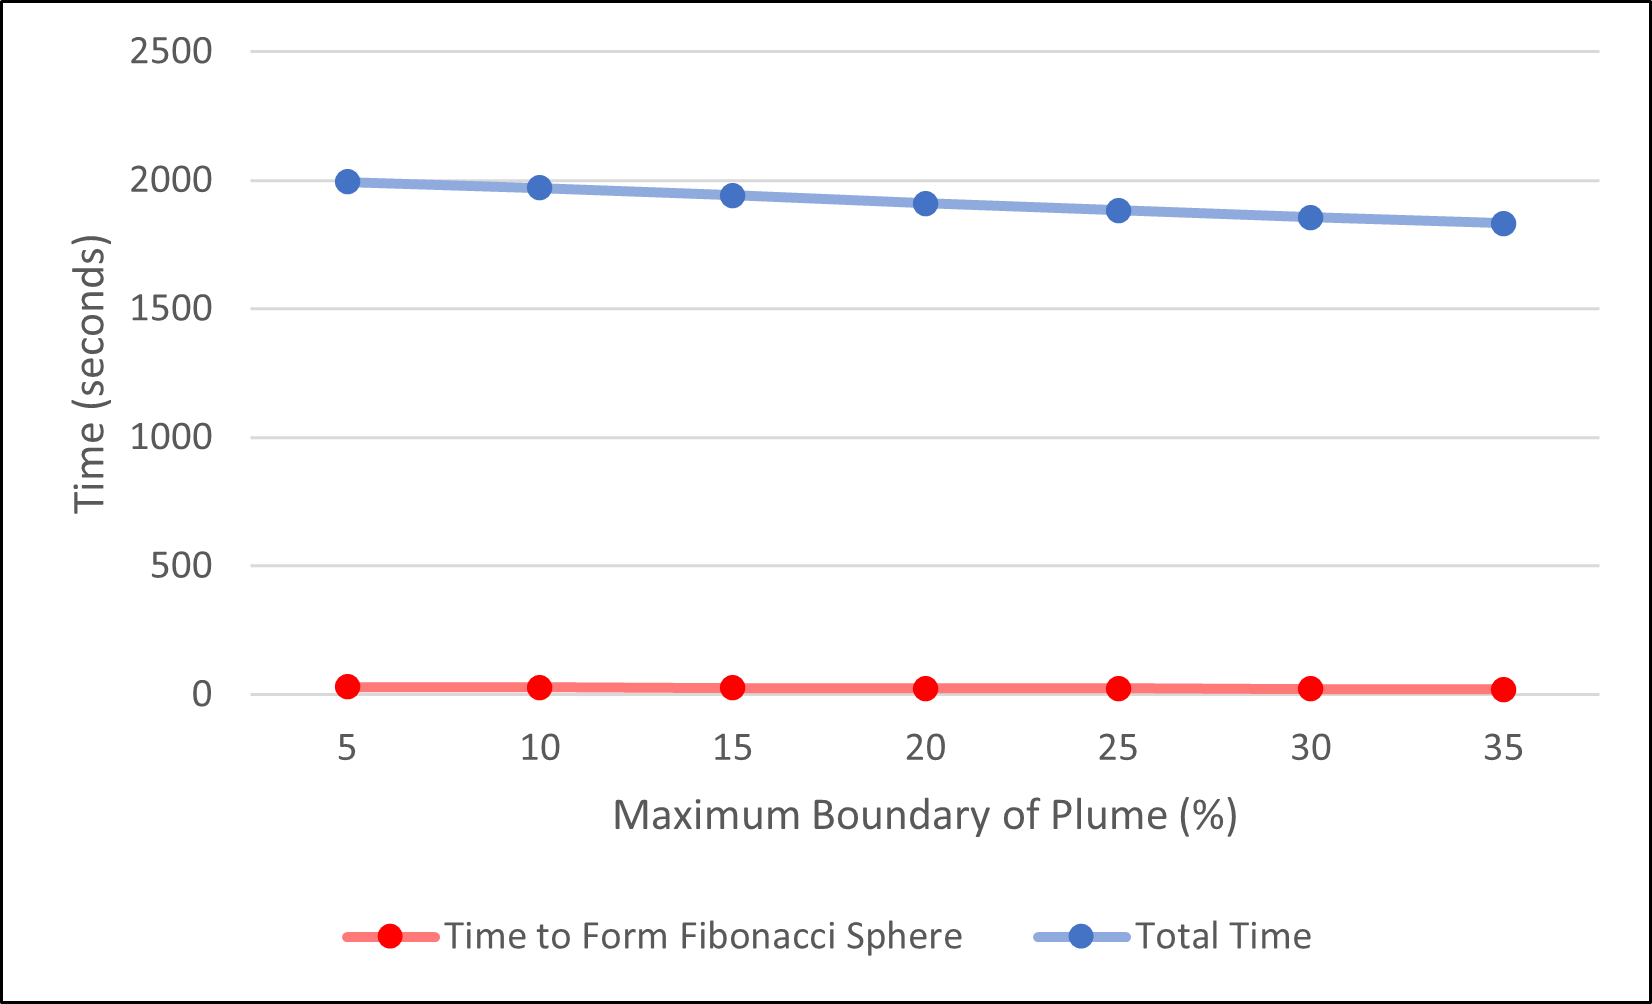 2500
2000
1500
1000
500
0
Time (seconds)
5 10 15 20 25 30 35
Maximum Boundary of Plume (%)
Time to Form Fibonacci Sphere Total Time